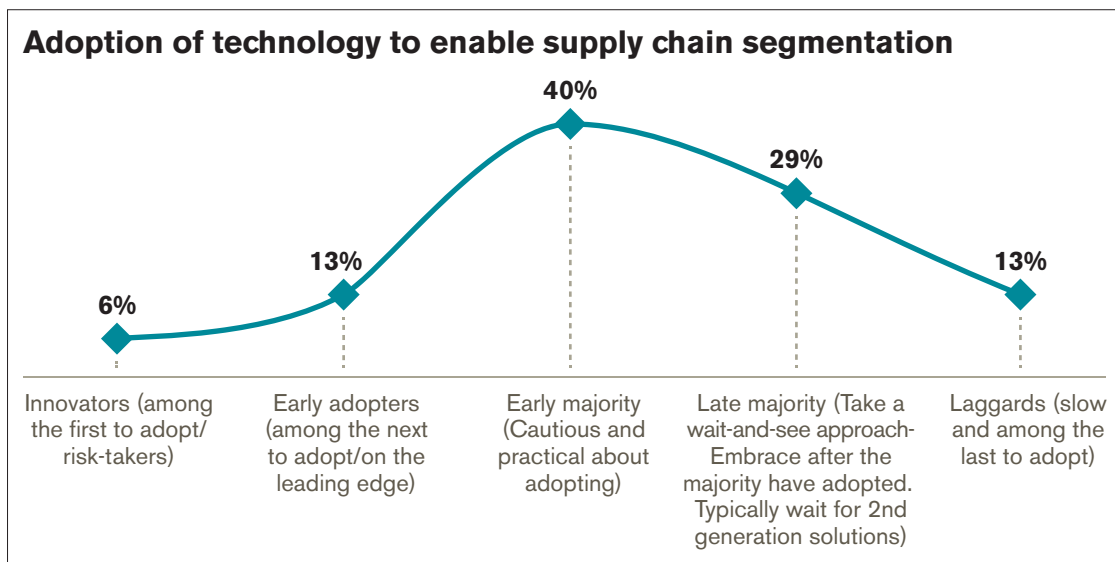 Adoption of technology to enable supply chain segmentation
40%
29%
13%
13%
6%
Innovators (among
the first to adopt/
risk-takers)
Early adopters
(among the next
to adopt/on the
leading edge)
Early majority
(Cautious and
practical about
adopting)
Late majority (Take a
wait-and-see approach-
Embrace after the
majority have adopted.
Typically wait for 2nd
generation solutions)
Laggards (slow
and among the
last to adopt)